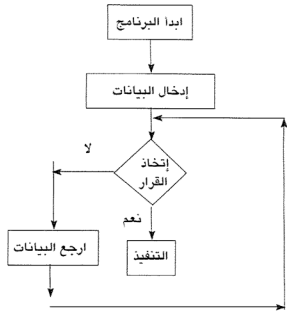 ابدأ البرنامج
إدخال البيانات
إتخاذ
القرار
لا
نعم
ارجع البيانات
التنفيذ